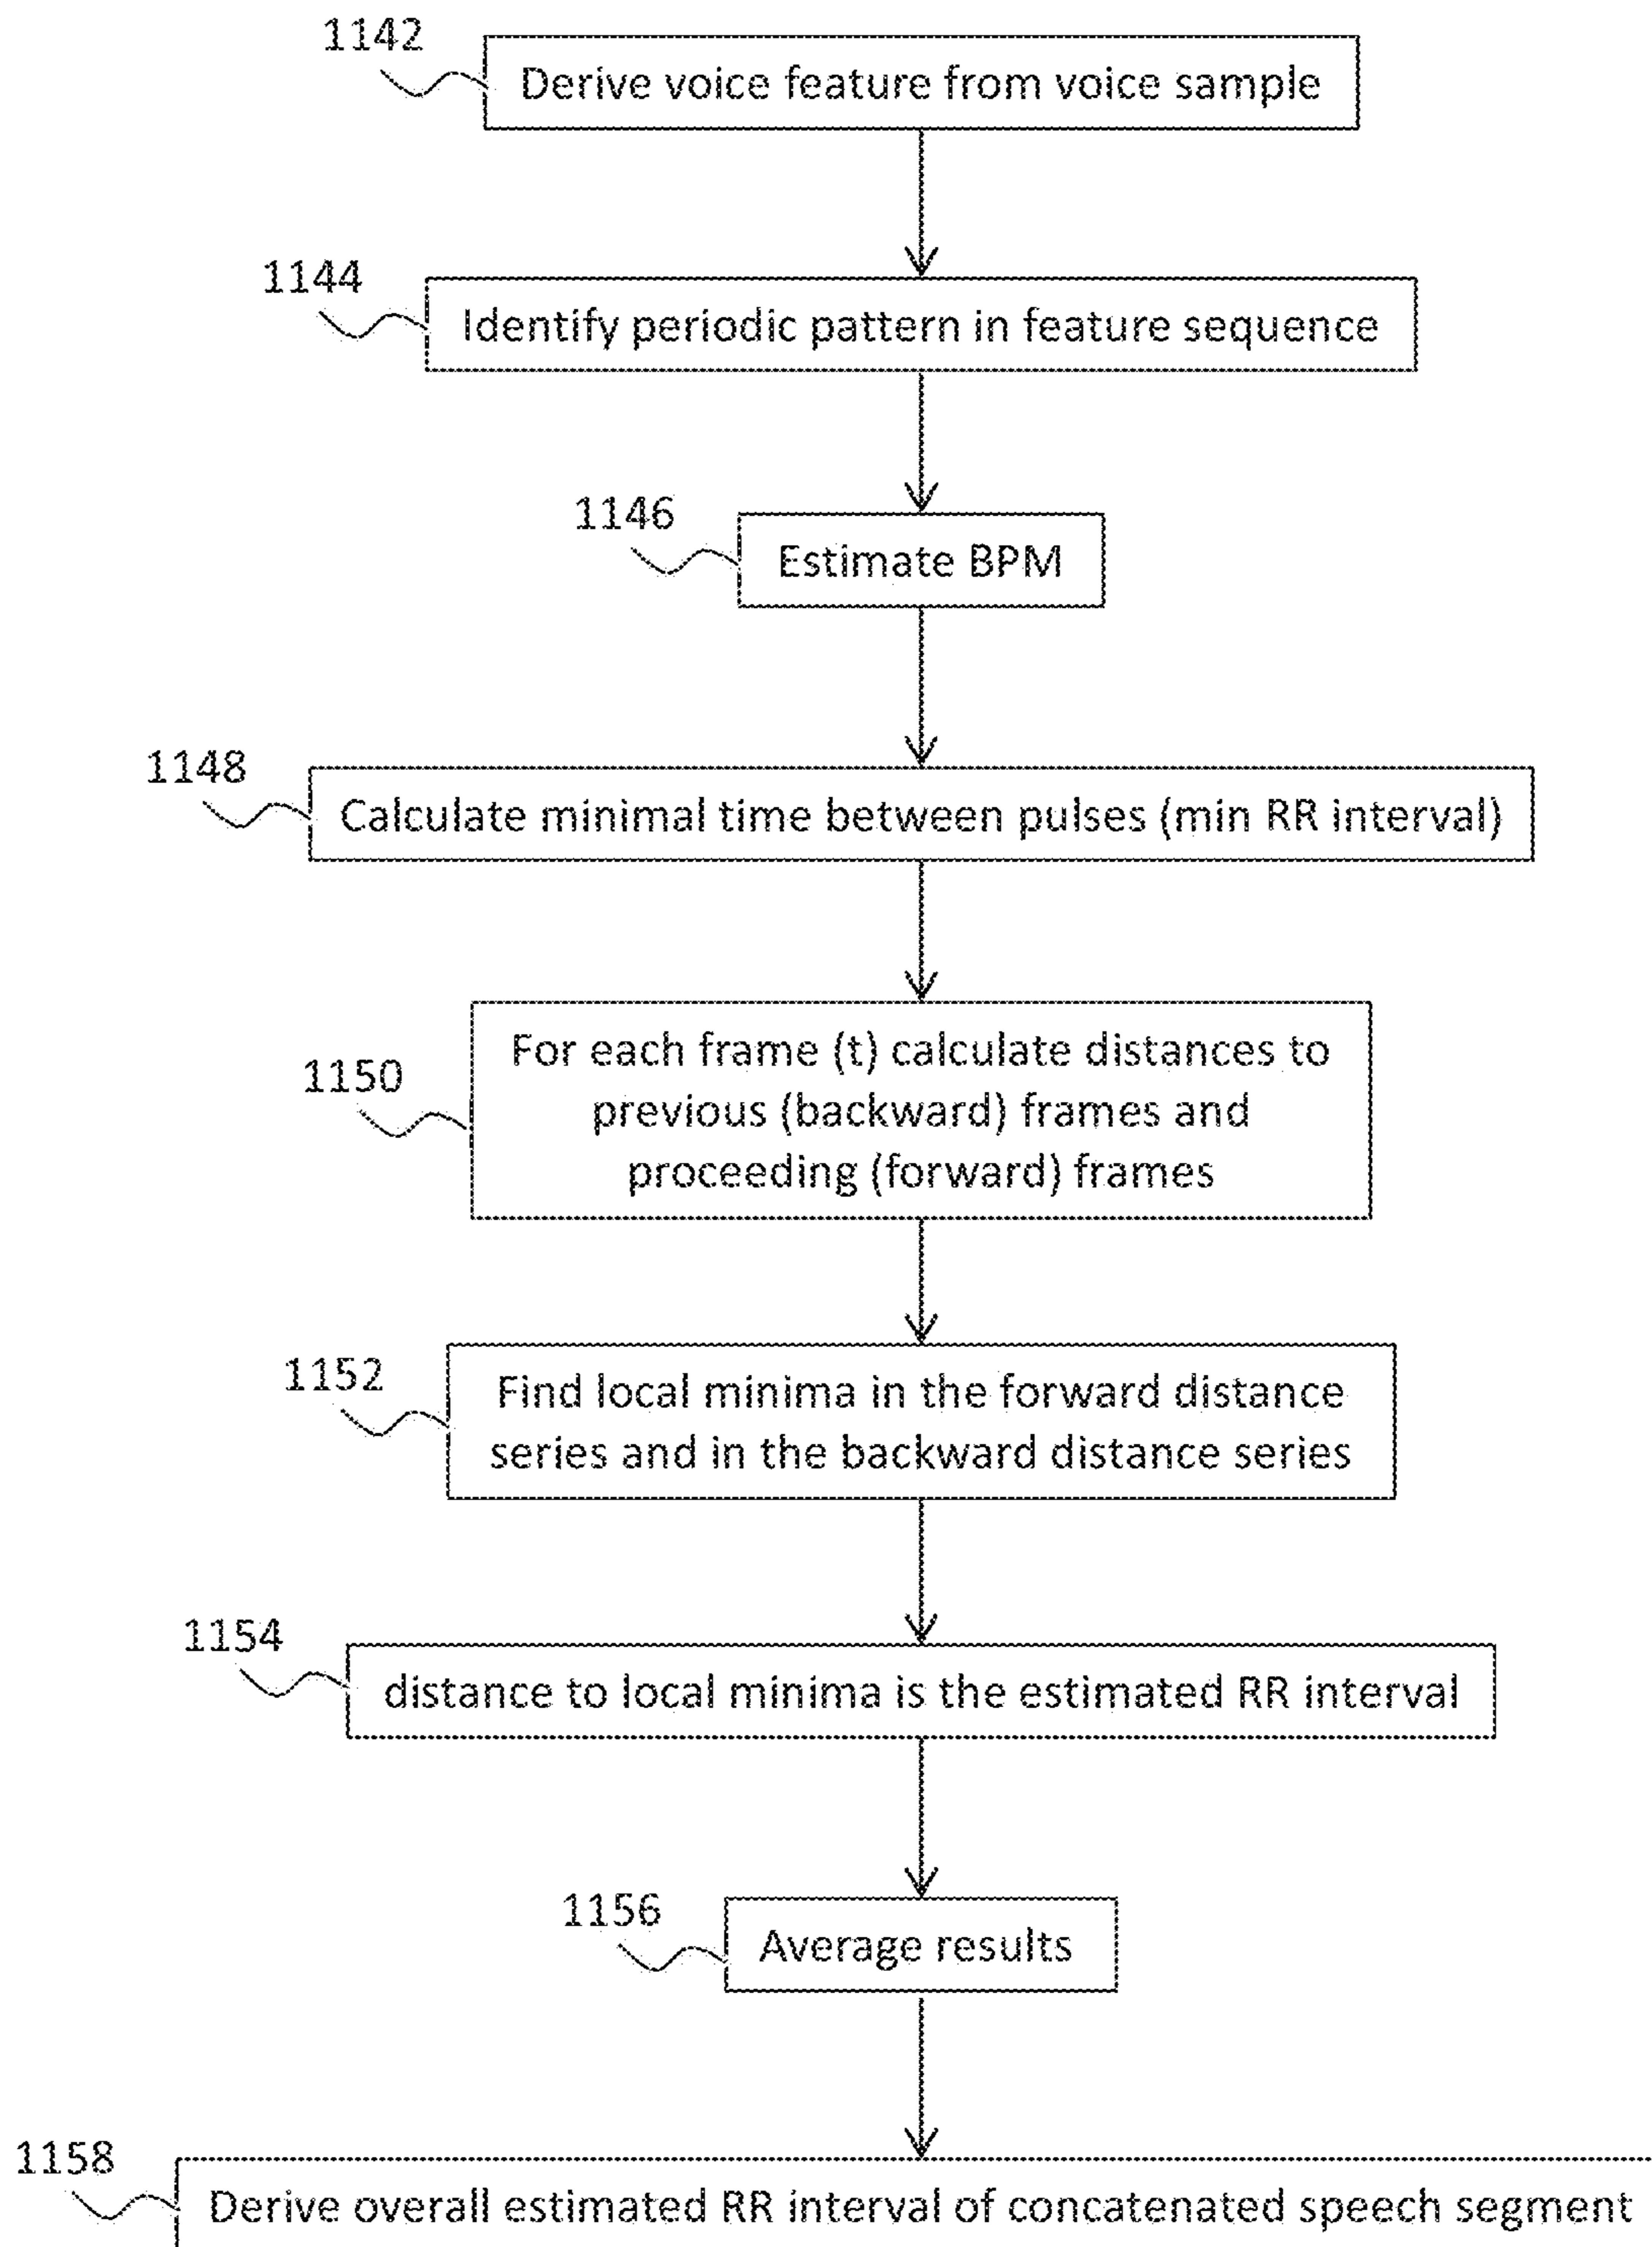 1142
Derive voice feature from voice sample
1144
Identify periodic pattern in feature sequence
1146
Estimate BPM
1148
Calculate minimal time between pulses (min RR interval)
1150
For each frame (t) calculate distances to
previous (backward) frames and
proceeding (forward) frames
1152
Find local minima in the forward distance
series and in the backward distance series
1154
distance to local minima is the estimated RR interval
1156
Average results
1158
Derive overall estimated RR interval of concatenated speech segment